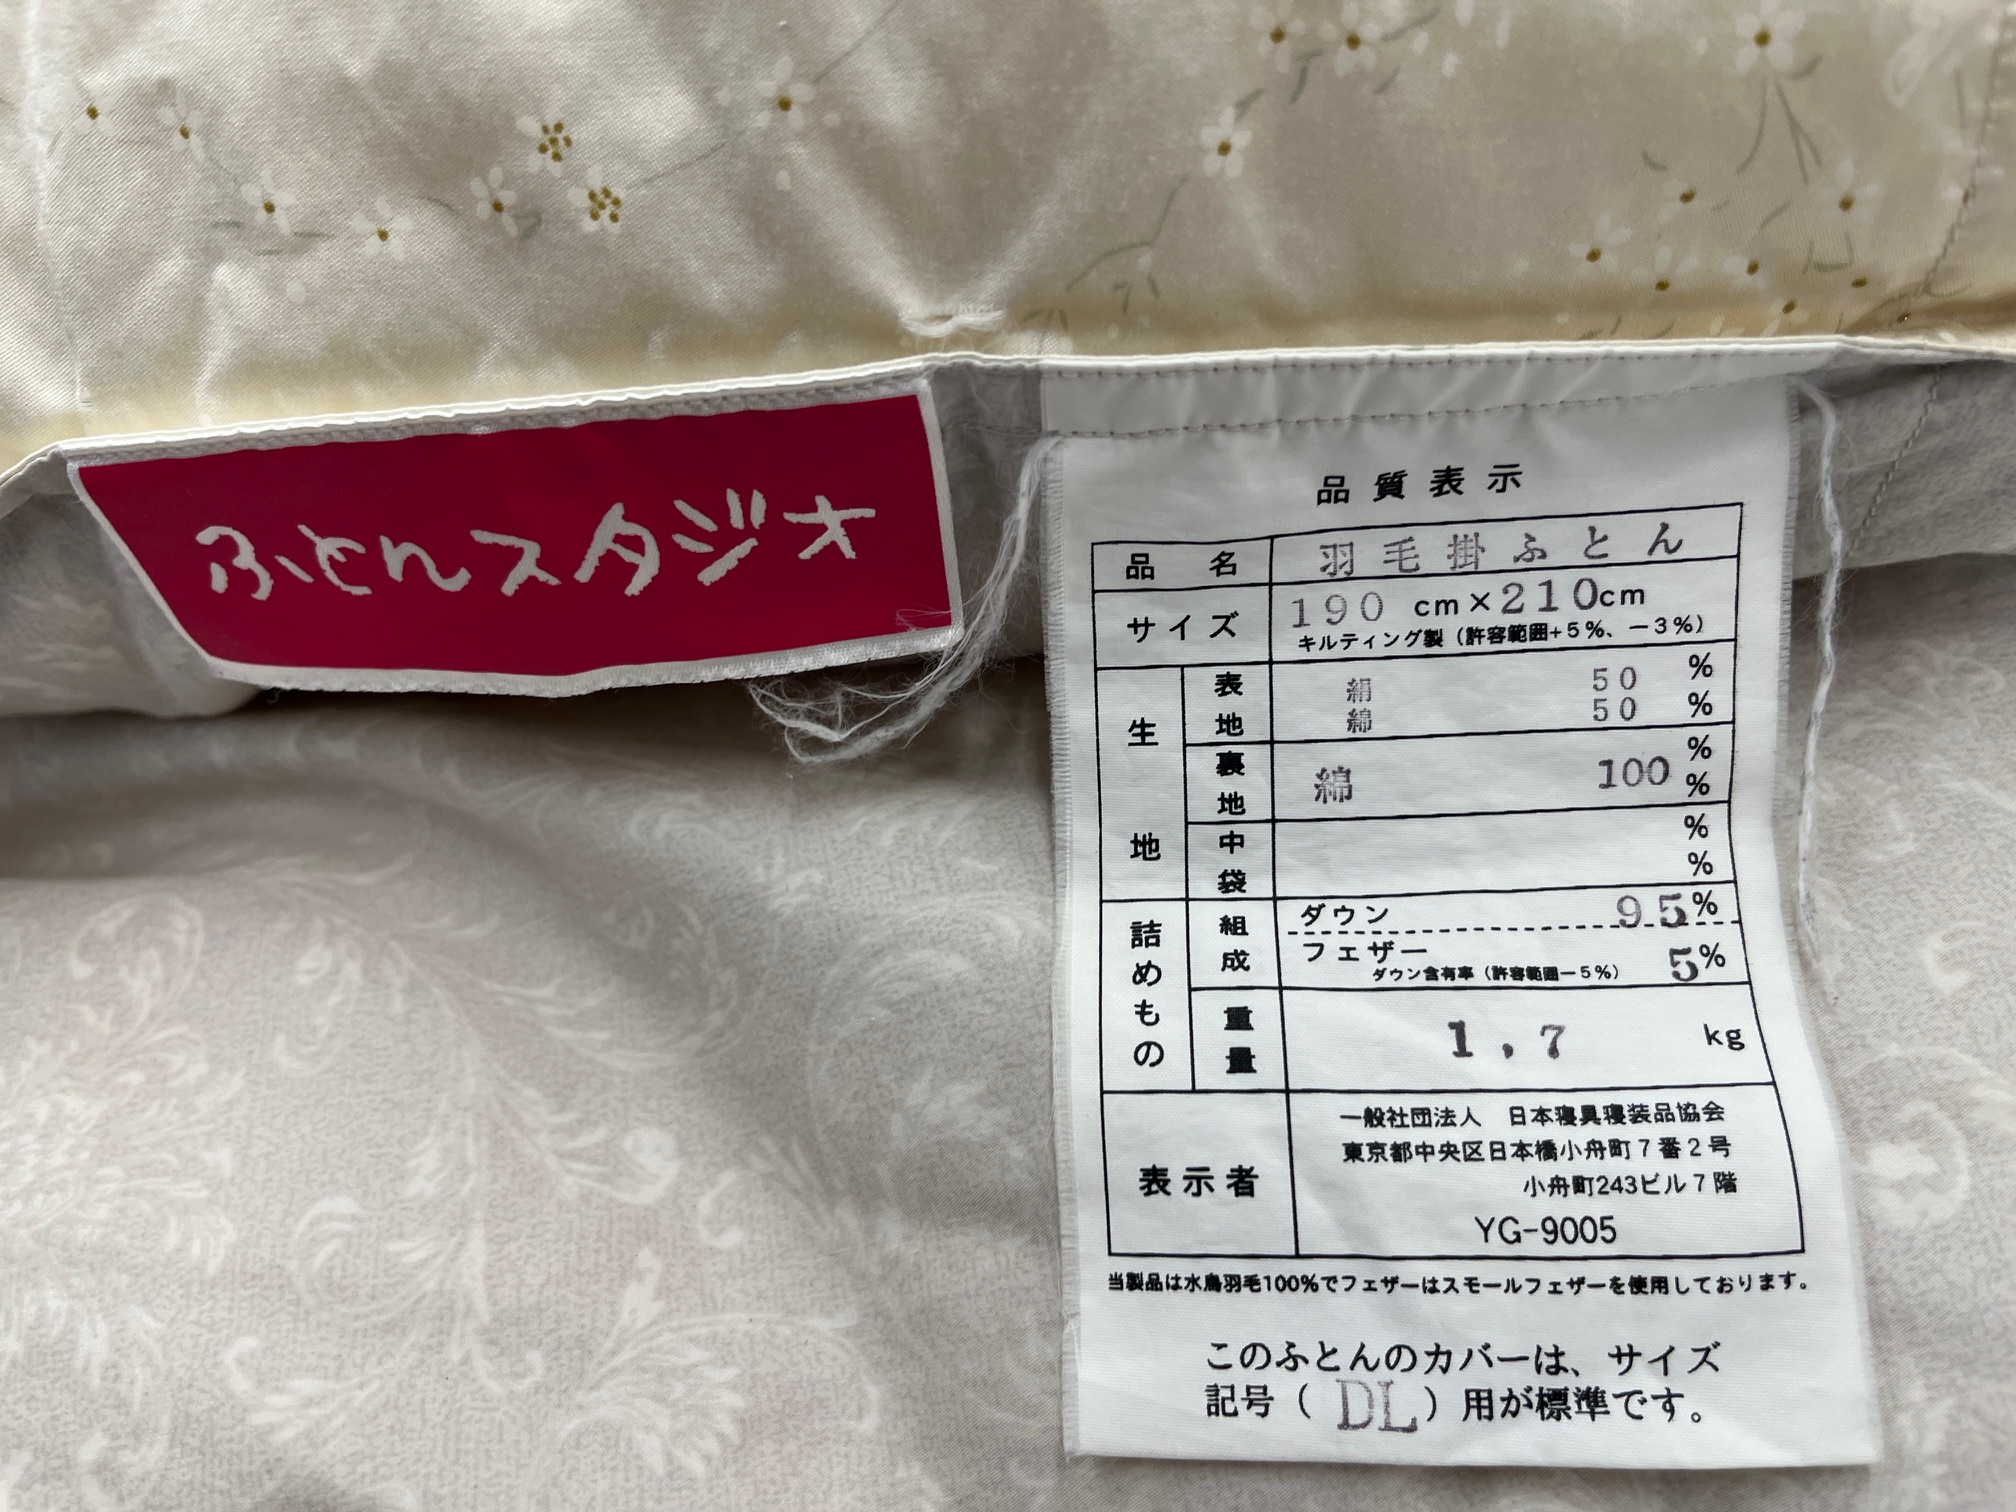 ふとんスタジオ
品質表示
品名 羽毛掛ふとん
サイズ 190 cm×210cm
キルティング製（許容範囲+5%、－3%）
生地 表地 絹 50 %
綿 50 %
裏地 綿 100 %
%
中袋 %
%
詰めもの 組成 ダウン 95%
フェザー 5%
ダウン含有率（許容範囲－5%）
重量 1.7 kg
表示者 一般社団法人 日本寝具寝装品協会
東京都中央区日本橋小舟町7番2号
小舟町243ビル7階
YG-9005
当製品は水鳥羽毛100%でフェザーはスモールフェザーを使用しております。
このふとんのカバーは、サイズ
記号（DL）用が標準です。